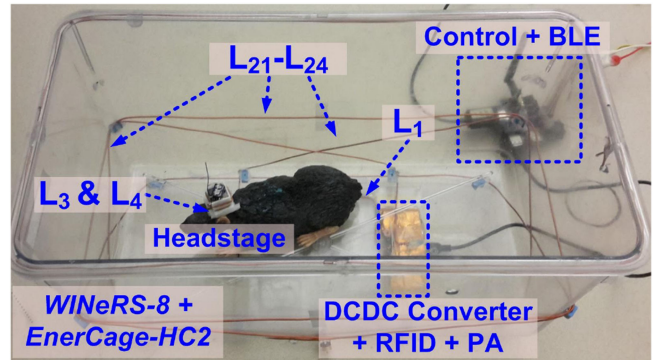 Control + BLE
L21-L24
L1
L3 & L4
Headstage
WINeRS-8 +
EnerCage-HC2
DCDC Converter
+ RFID + PA